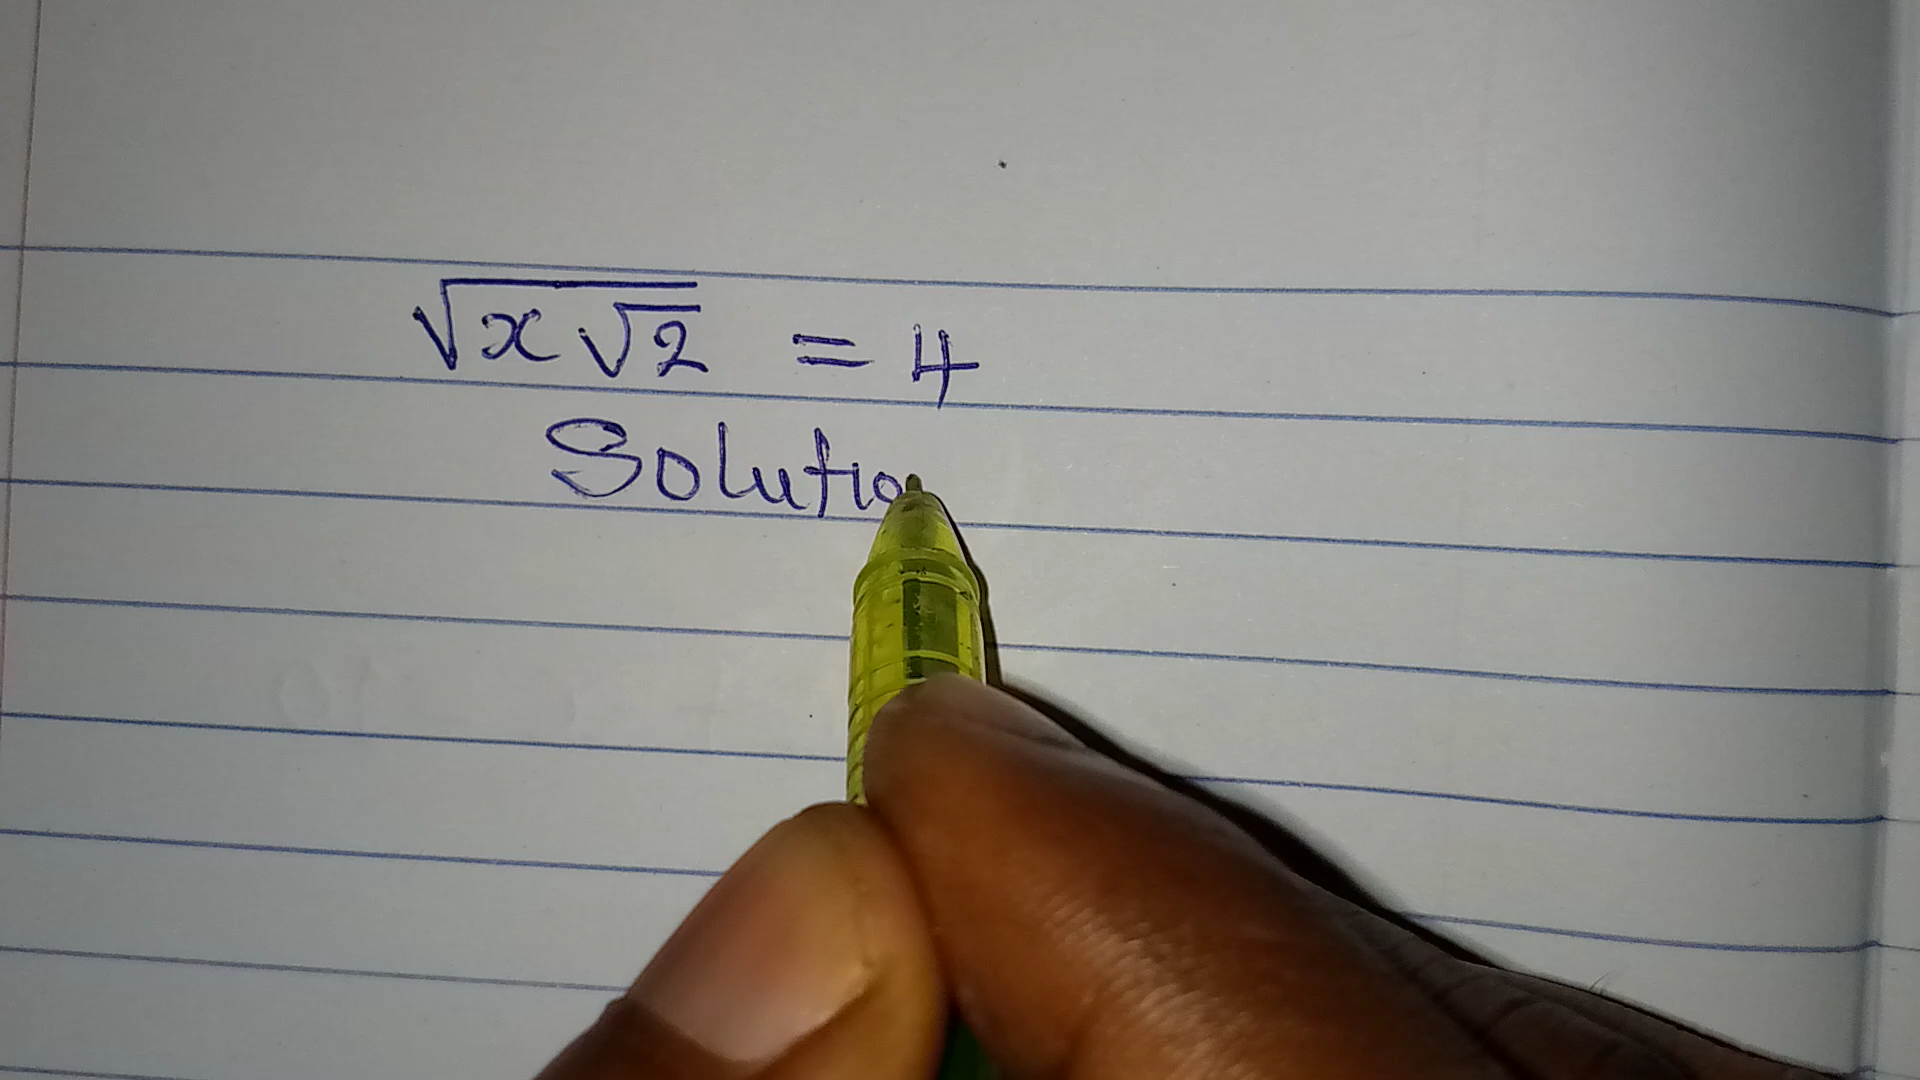 √(x√2) = 4
Solutio